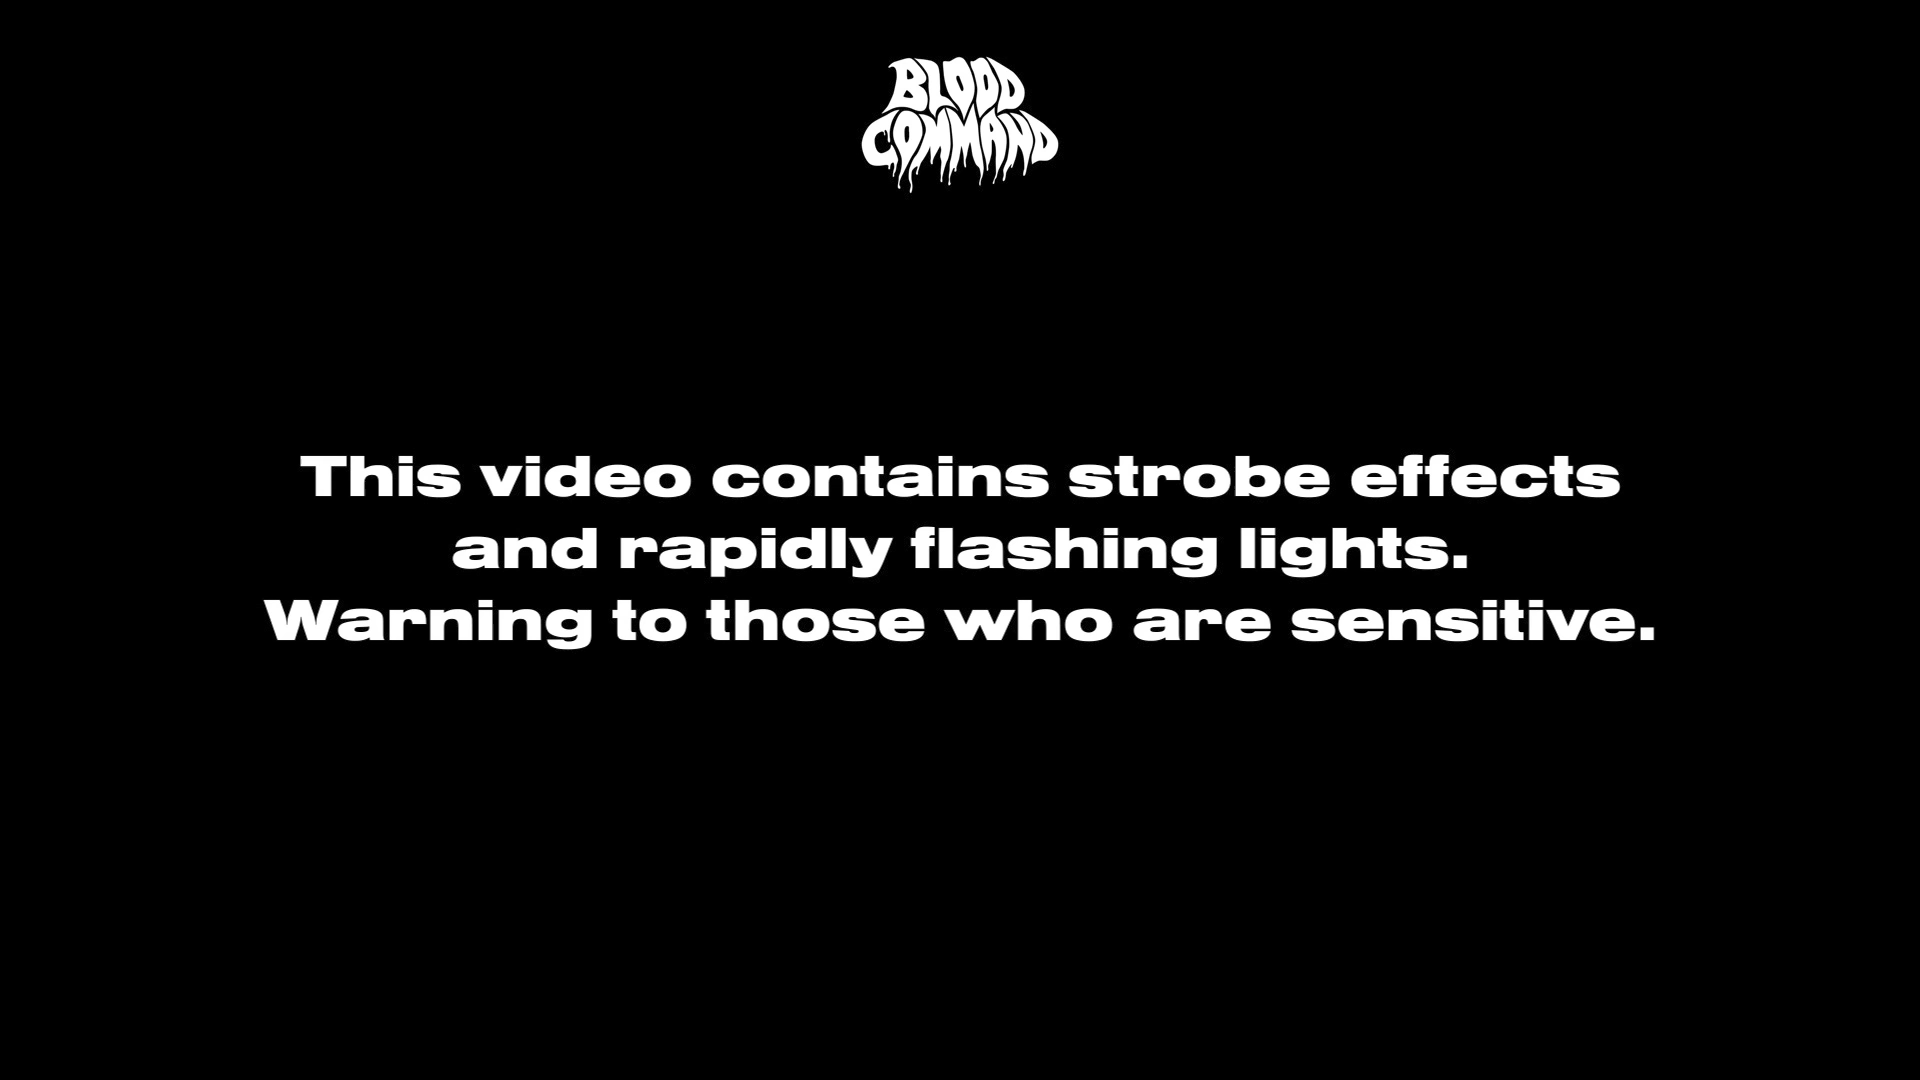 BLOOD
COMMAND
This video contains strobe effects
and rapidly flashing lights.
Warning to those who are sensitive.